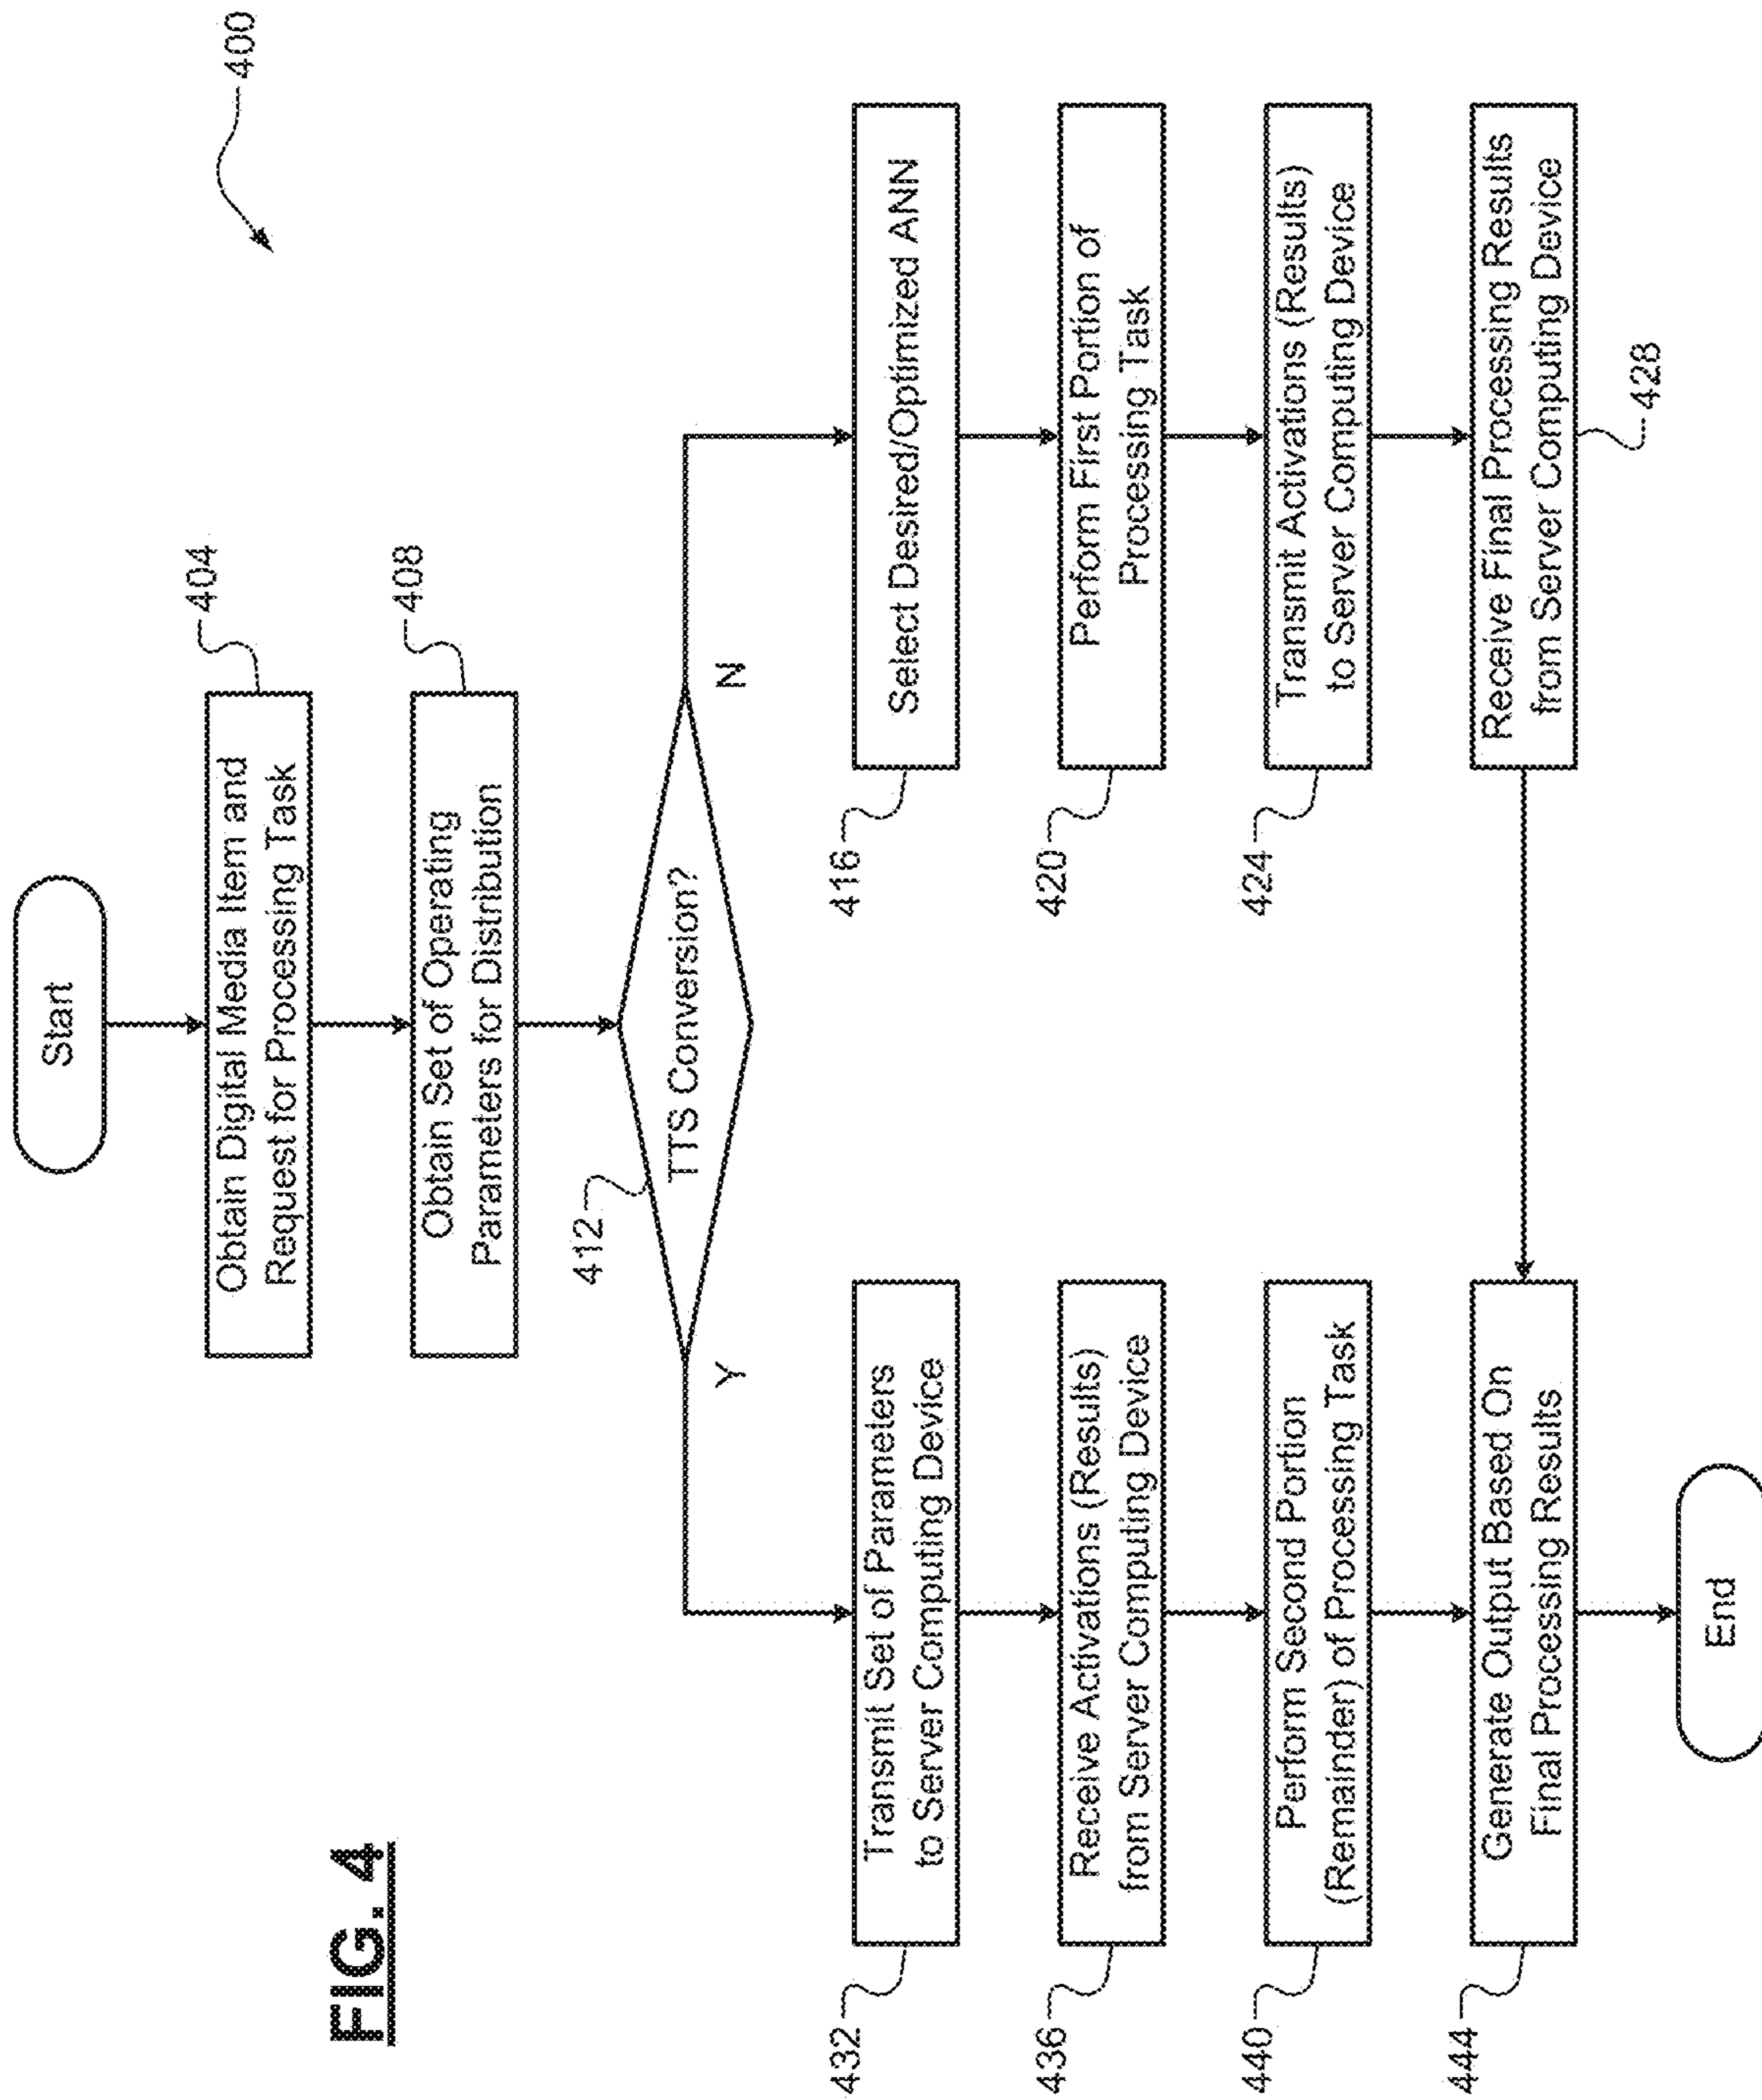 FIG. 4
400
Start
404
Obtain Digital Media Item and
Request for Processing Task
408
Obtain Set of Operating
Parameters for Distribution
412
TTS Conversion?
Y
N
432
Transmit Set of Parameters
to Server Computing Device
436
Receive Activations (Results)
from Server Computing Device
440
Perform Second Portion
(Remainder) of Processing Task
444
Generate Output Based On
Final Processing Results
End
416
Select Desired/Optimized ANN
420
Perform First Portion of
Processing Task
424
Transmit Activations (Results)
to Server Computing Device
Receive Final Processing Results
from Server Computing Device
428